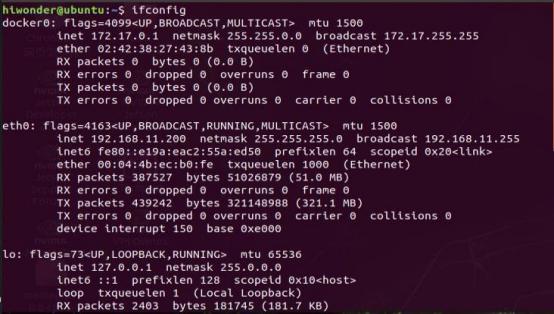 hiwonder@ubuntu:~$ ifconfig
docker0: flags=4099<UP,BROADCAST,MULTICAST>  mtu 1500
        inet 172.17.0.1  netmask 255.255.0.0  broadcast 172.17.255.255
        ether 02:42:38:27:43:8b  txqueuelen 0  (Ethernet)
        RX packets 0  bytes 0 (0.0 B)
        RX errors 0  dropped 0  overruns 0  frame 0
        TX packets 0  bytes 0 (0.0 B)
        TX errors 0  dropped 0 overruns 0  carrier 0  collisions 0
eth0: flags=4163<UP,BROADCAST,RUNNING,MULTICAST>  mtu 1500
        inet 192.168.11.200  netmask 255.255.255.0  broadcast 192.168.11.255
        inet6 fe80::e19a:eac2:55a:ed50  prefixlen 64  scopeid 0x20<link>
        ether 00:04:4b:ec:b0:fe  txqueuelen 1000  (Ethernet)
        RX packets 387527  bytes 51026879 (51.0 MB)
        RX errors 0  dropped 0  overruns 0  frame 0
        TX packets 439242  bytes 321148988 (321.1 MB)
        TX errors 0  dropped 0 overruns 0  carrier 0  collisions 0
        device interrupt 150  base 0xe000
lo: flags=73<UP,LOOPBACK,RUNNING>  mtu 65536
        inet 127.0.0.1  netmask 255.0.0.0
        inet6 ::1  prefixlen 128  scopeid 0x10<host>
        loop  txqueuelen 1  (Local Loopback)
        RX packets 2403  bytes 181745 (181.7 KB)